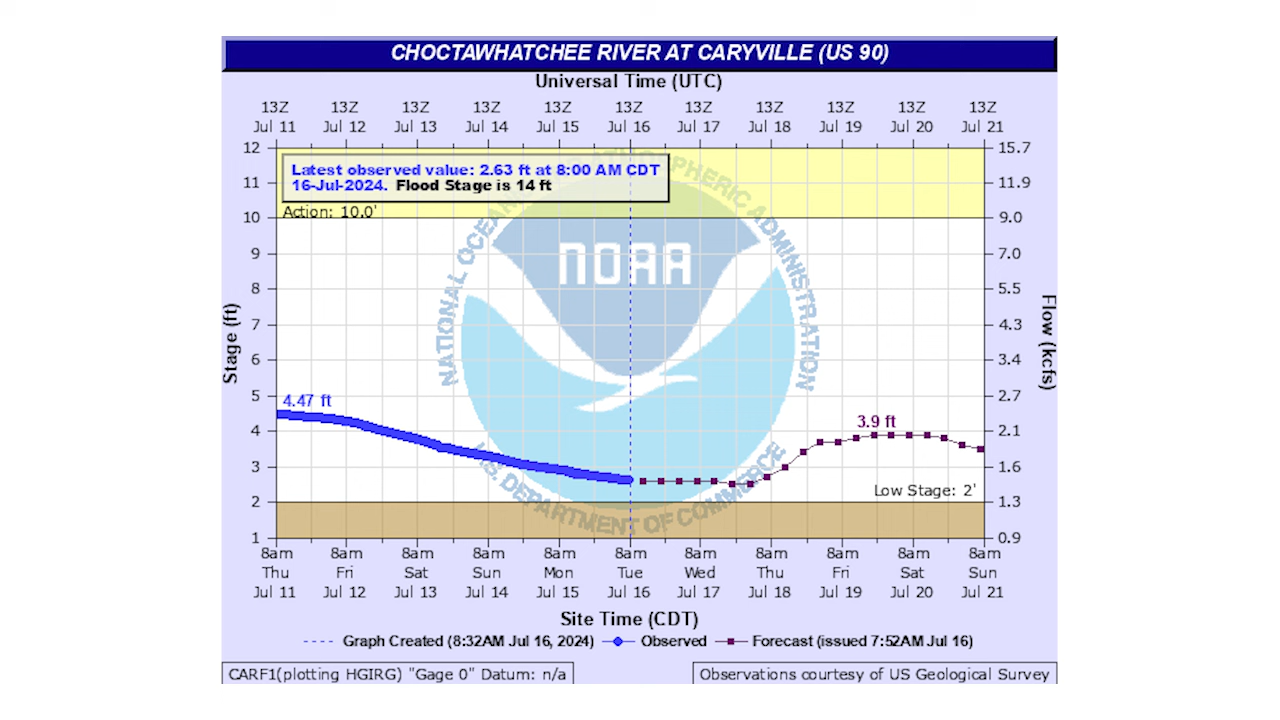 CHOCTAWHATCHEE RIVER AT CARYVILLE (US 90)
Universal Time (UTC)
13Z 13Z 13Z 13Z 13Z 13Z 13Z 13Z 13Z 13Z 13Z
Jul 11 Jul 12 Jul 13 Jul 14 Jul 15 Jul 16 Jul 17 Jul 18 Jul 19 Jul 20 Jul 21
12 15.7
Latest observed value: 2.63 ft at 8:00 AM CDT
16-Jul-2024. Flood Stage is 14 ft
11 11.9
Action: 10.0'
10 9.0
9 7.0
8 5.5
7 4.3
6 3.4
5 2.7
4 2.1
3 1.6
2 1.3
1 0.9
Stage (ft)
Flow (kcfs)
NATIONAL OCEANIC AND ATMOSPHERIC ADMINISTRATION
NOAA
U.S. DEPARTMENT OF COMMERCE
4.47 ft
3.9 ft
Low Stage: 2'
8am 8am 8am 8am 8am 8am 8am 8am 8am 8am 8am
Thu Fri Sat Sun Mon Tue Wed Thu Fri Sat Sun
Jul 11 Jul 12 Jul 13 Jul 14 Jul 15 Jul 16 Jul 17 Jul 18 Jul 19 Jul 20 Jul 21
Site Time (CDT)
Graph Created (8:32AM Jul 16, 2024) Observed Forecast (issued 7:52AM Jul 16)
CARF1(plotting HGIRG) "Gage 0" Datum: n/a
Observations courtesy of US Geological Survey